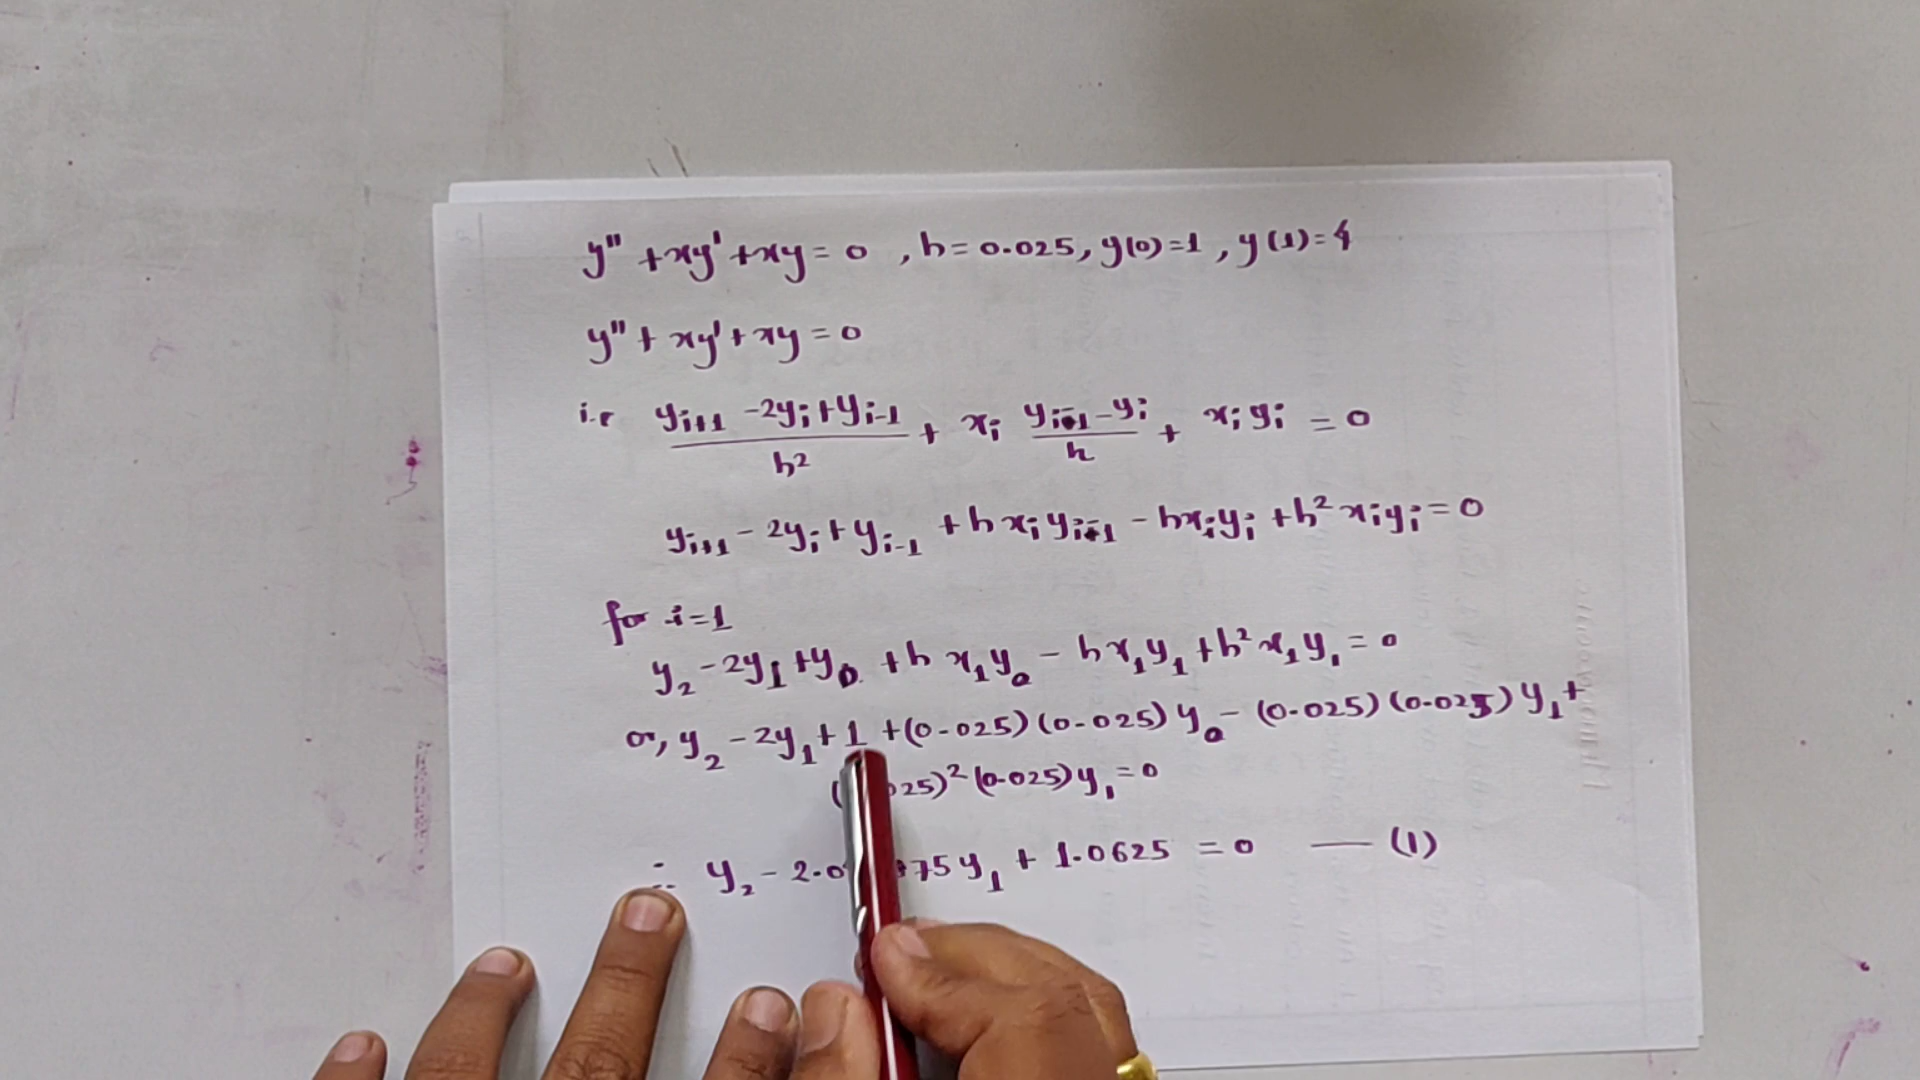 y" + xy' + xy = 0 , h = 0.025, y(0) = 1 , y(1) = 4
y" + xy' + xy = 0
i.e (y_{i+1} - 2y_i + y_{i-1})/h² + x_i (y_{i-1} - y_i)/h + x_i y_i = 0
y_{i+1} - 2y_i + y_{i-1} + h x_i y_{i-1} - h x_i y_i + h² x_i y_i = 0
for i=1
y_2 - 2y_1 + y_0 + h x_1 y_0 - h x_1 y_1 + h² x_1 y_1 = 0
or, y_2 - 2y_1 + 1 + (0.025)(0.025) y_0 - (0.025)(0.025) y_1 +
25)² (0.025) y_1 = 0
∴ y_2 - 2.0 75 y_1 + 1.0625 = 0 — (1)